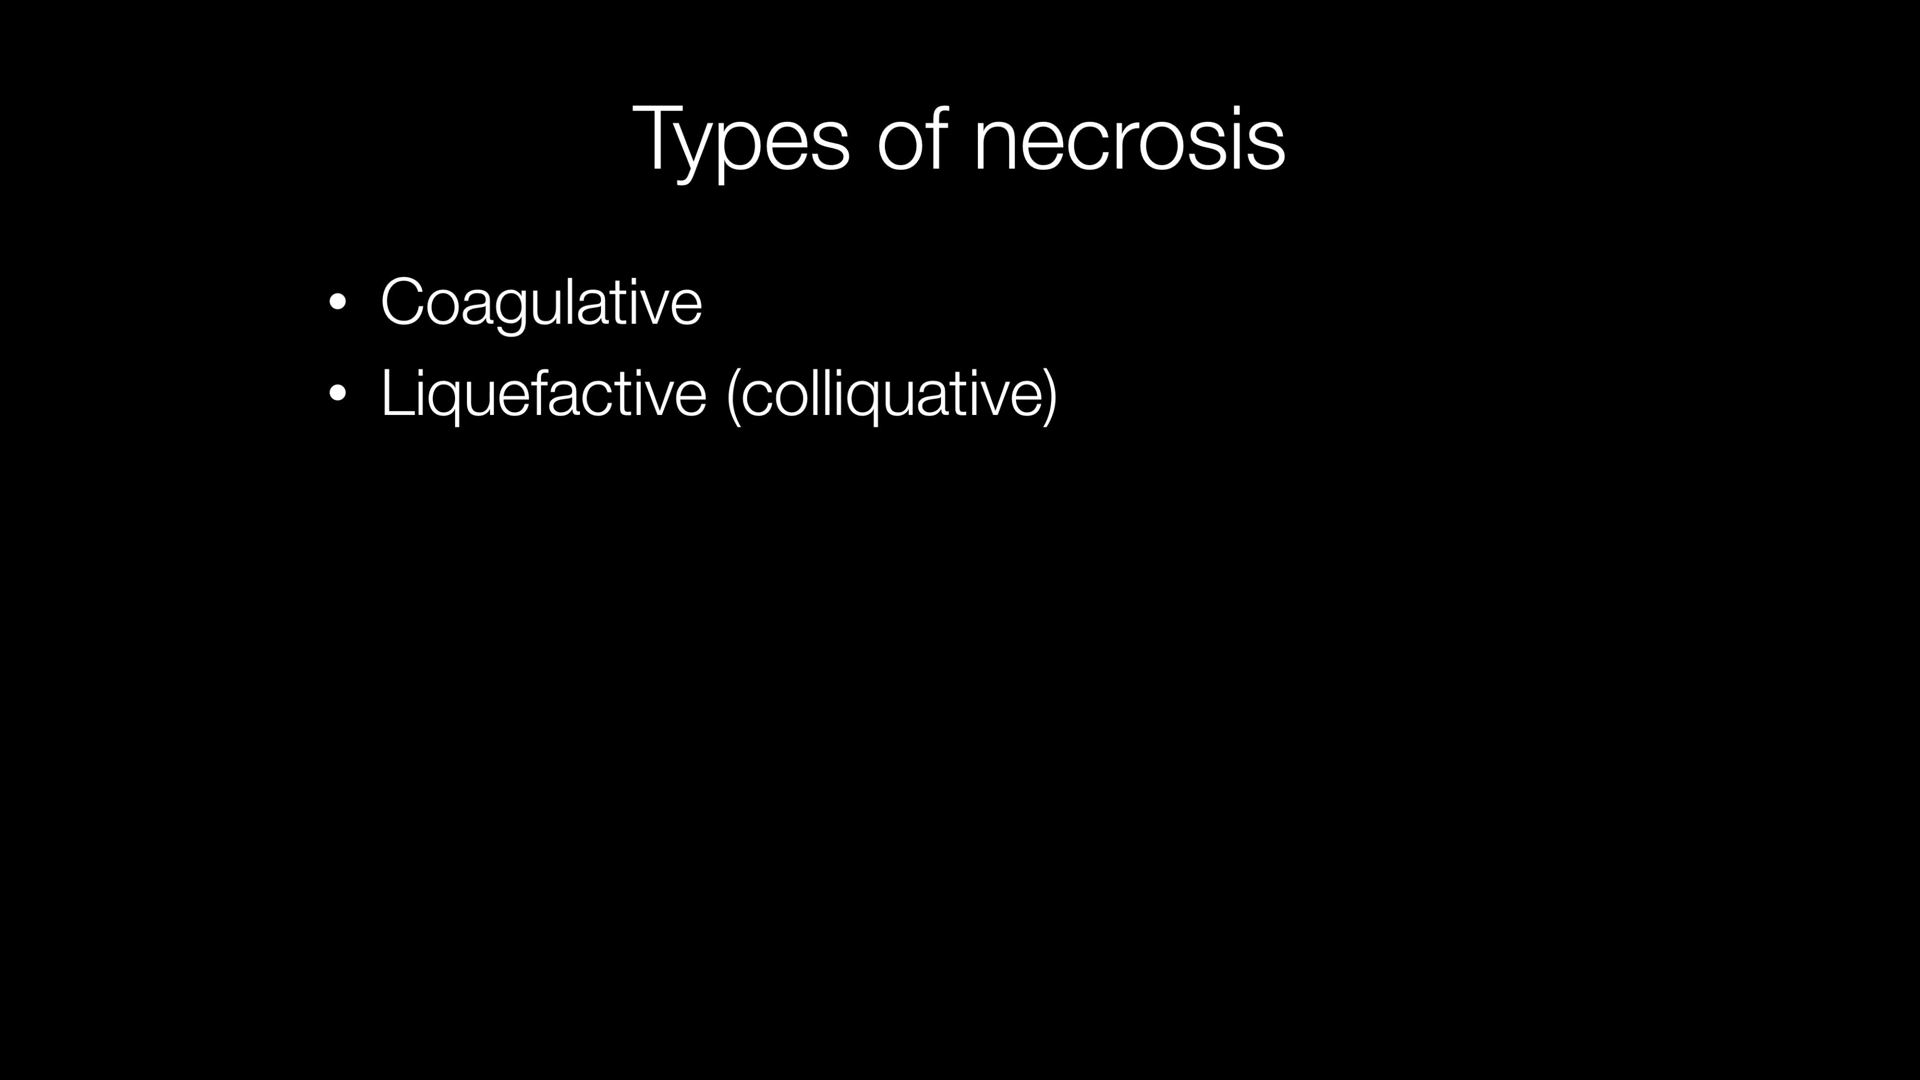 Types of necrosis
• Coagulative
• Liquefactive (colliquative)